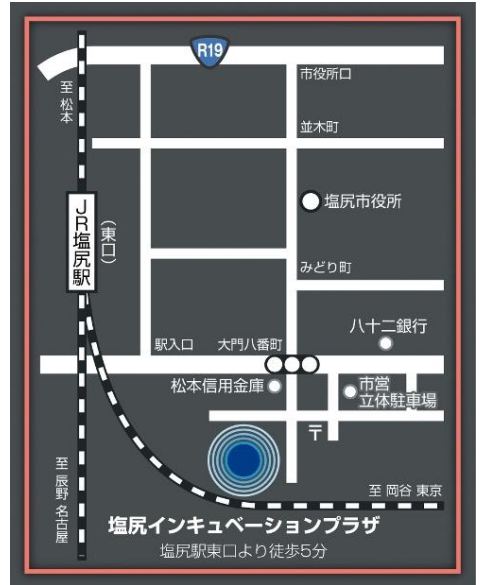 R19
市役所口
至 松本
並木町
塩尻市役所
JR塩尻駅
(東口)
みどり町
八十二銀行
駅入口
大門八番町
松本信用金庫
市営
立体駐車場
〒
至 辰野 名古屋
至 岡谷 東京
塩尻インキュベーションプラザ
塩尻駅東口より徒歩5分